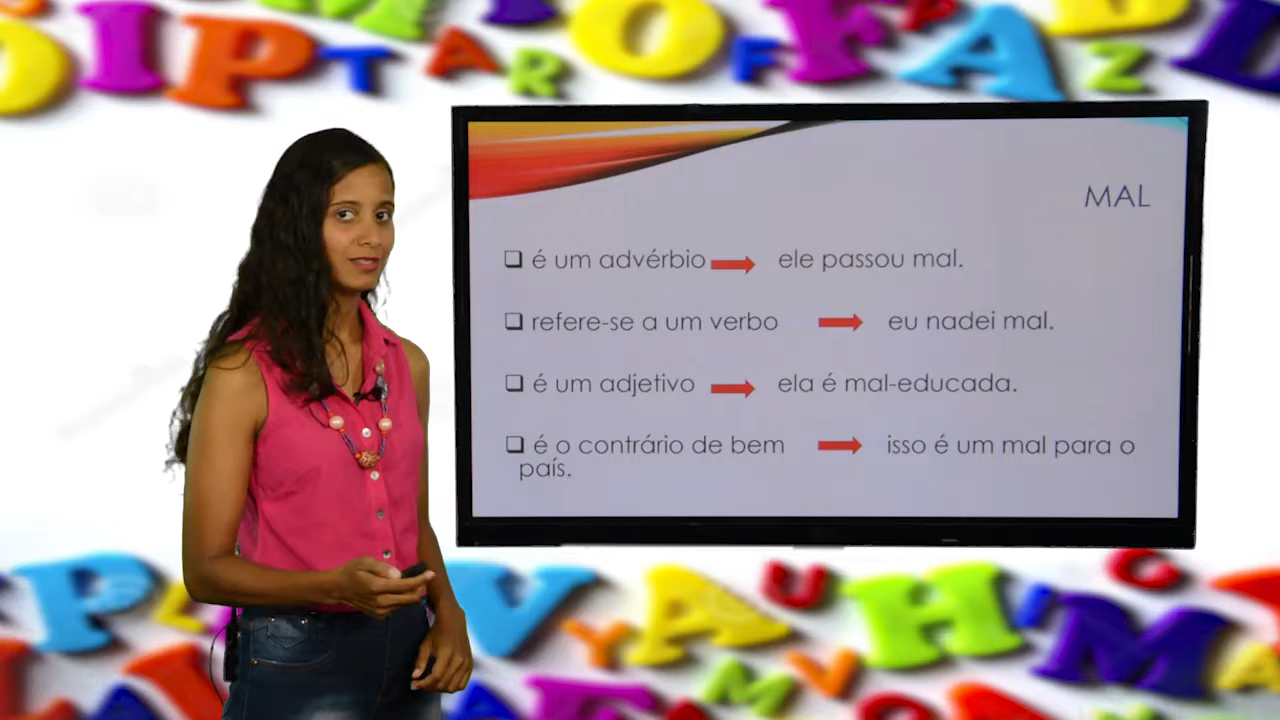 MAL
é um advérbio ele passou mal.
refere-se a um verbo eu nadei mal.
é um adjetivo ela é mal-educada.
é o contrário de bem isso é um mal para o
país.